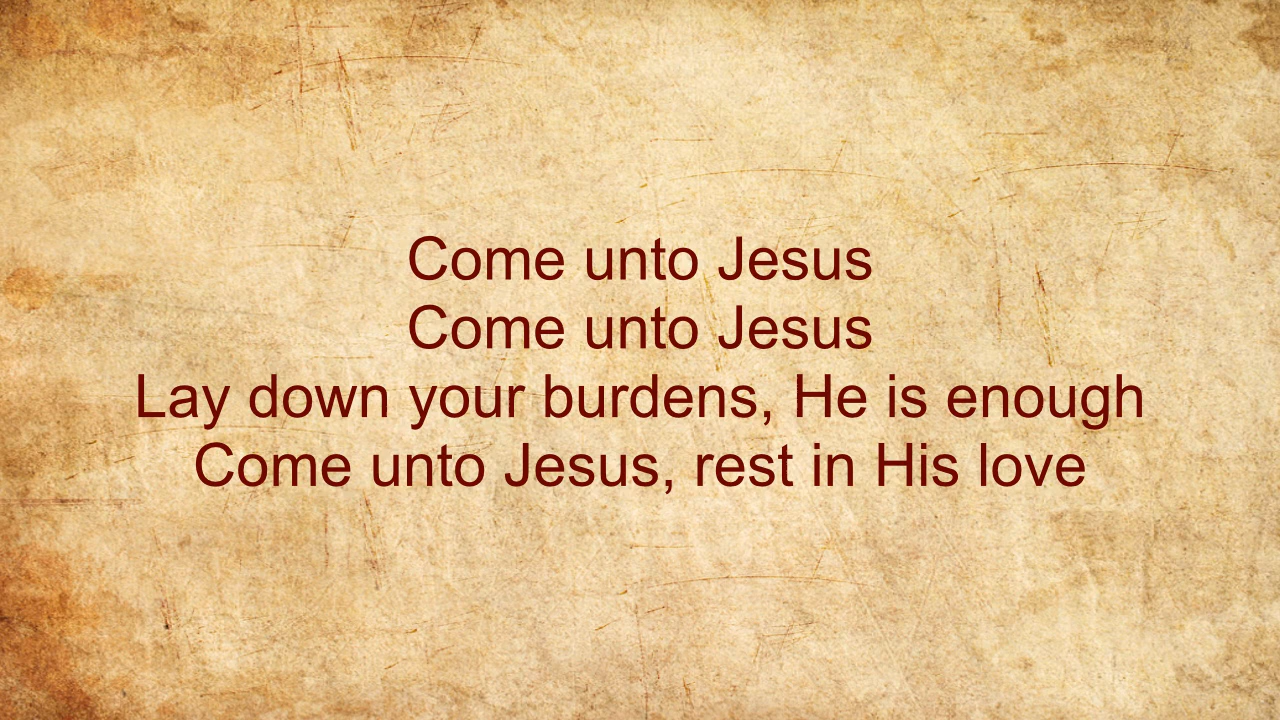 Come unto Jesus
Come unto Jesus
Lay down your burdens, He is enough
Come unto Jesus, rest in His love